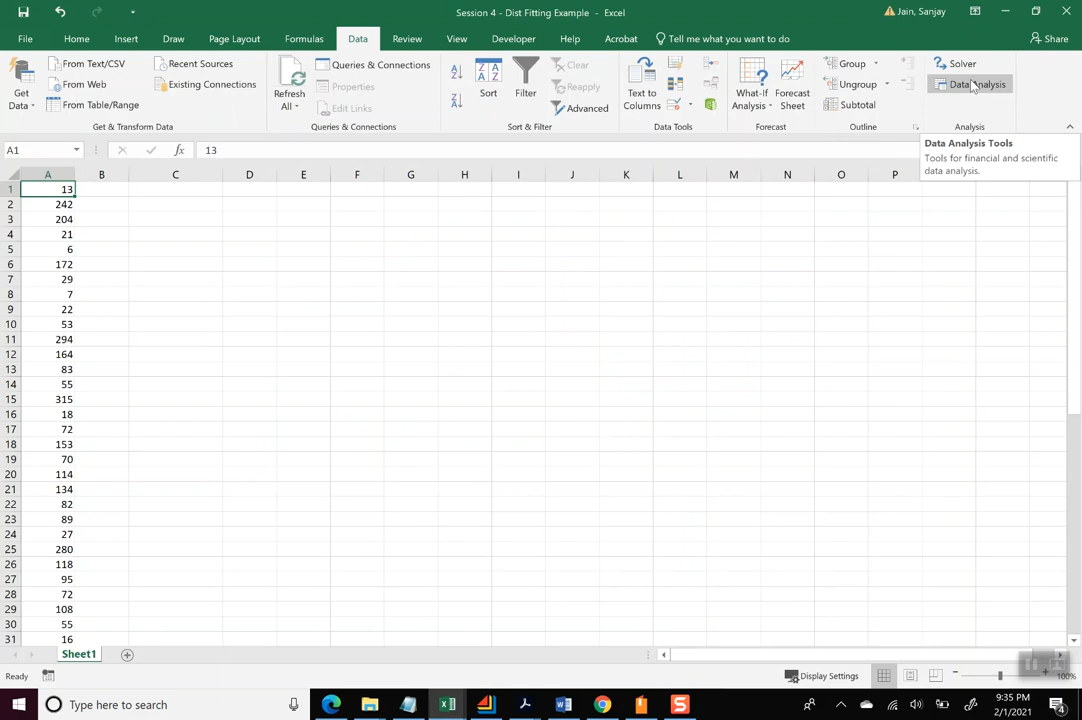 Session 4 - Dist Fitting Example - Excel
Jain, Sanjay
File Home Insert Draw Page Layout Formulas Data Review View Developer Help Acrobat Tell me what you want to do Share
Get Data
From Text/CSV
From Web
From Table/Range
Recent Sources
Existing Connections
Get & Transform Data
Refresh All
Queries & Connections
Properties
Edit Links
Queries & Connections
Sort
Filter
Clear
Reapply
Advanced
Sort & Filter
Text to Columns
Data Tools
What-If Analysis
Forecast Sheet
Forecast
Group
Ungroup
Subtotal
Outline
Solver
Data Analysis
Analysis
Data Analysis Tools
Tools for financial and scientific
data analysis.
A1 fx 13
A B C D E F G H I J K L M N O P
1 13
2 242
3 204
4 21
5 6
6 172
7 29
8 7
9 22
10 53
11 294
12 164
13 83
14 55
15 315
16 18
17 72
18 153
19 70
20 114
21 134
22 82
23 89
24 27
25 280
26 118
27 95
28 72
29 108
30 55
31 16
Sheet1
Ready Display Settings 100%
Type here to search
9:35 PM
2/1/2021
4